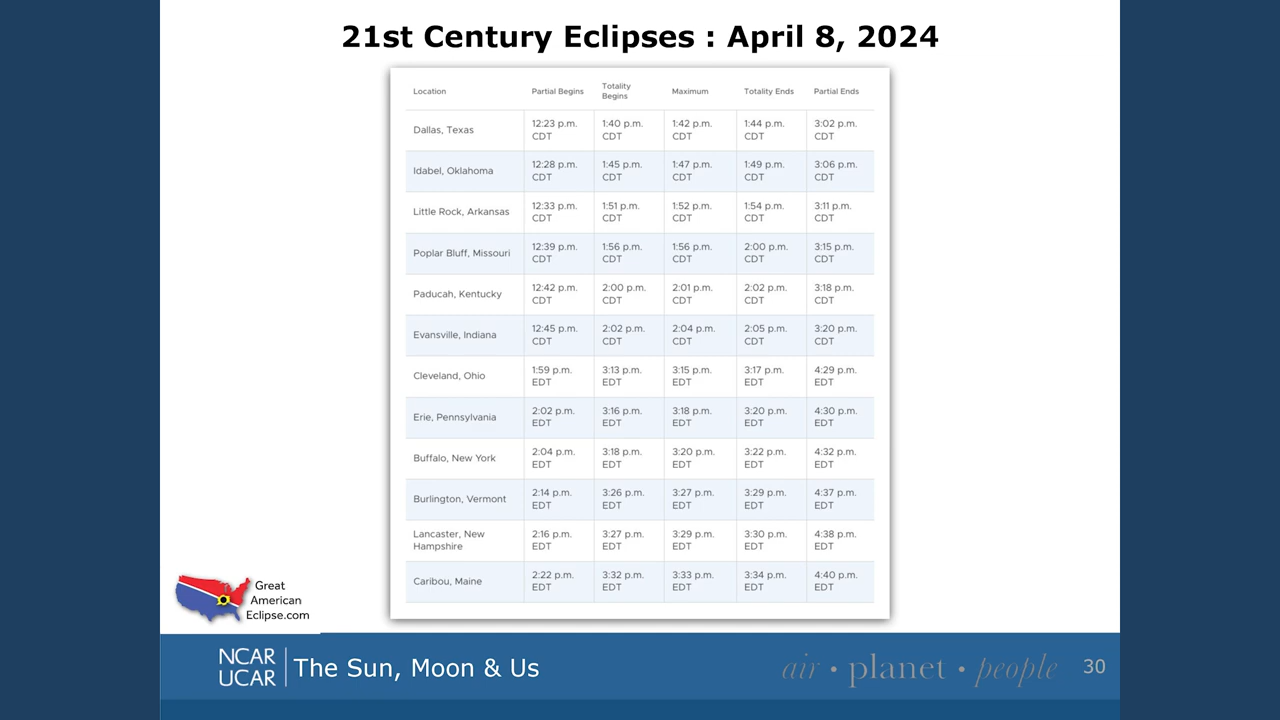 21st Century Eclipses : April 8, 2024
Location Partial Begins Totality Begins Maximum Totality Ends Partial Ends
Dallas, Texas 12:23 p.m. CDT 1:40 p.m. CDT 1:42 p.m. CDT 1:44 p.m. CDT 3:02 p.m. CDT
Idabel, Oklahoma 12:28 p.m. CDT 1:45 p.m. CDT 1:47 p.m. CDT 1:49 p.m. CDT 3:06 p.m. CDT
Little Rock, Arkansas 12:33 p.m. CDT 1:51 p.m. CDT 1:52 p.m. CDT 1:54 p.m. CDT 3:11 p.m. CDT
Poplar Bluff, Missouri 12:39 p.m. CDT 1:56 p.m. CDT 1:56 p.m. CDT 2:00 p.m. CDT 3:15 p.m. CDT
Paducah, Kentucky 12:42 p.m. CDT 2:00 p.m. CDT 2:01 p.m. CDT 2:02 p.m. CDT 3:18 p.m. CDT
Evansville, Indiana 12:45 p.m. CDT 2:02 p.m. CDT 2:04 p.m. CDT 2:05 p.m. CDT 3:20 p.m. CDT
Cleveland, Ohio 1:59 p.m. EDT 3:13 p.m. EDT 3:15 p.m. EDT 3:17 p.m. EDT 4:29 p.m. EDT
Erie, Pennsylvania 2:02 p.m. EDT 3:16 p.m. EDT 3:18 p.m. EDT 3:20 p.m. EDT 4:30 p.m. EDT
Buffalo, New York 2:04 p.m. EDT 3:18 p.m. EDT 3:20 p.m. EDT 3:22 p.m. EDT 4:32 p.m. EDT
Burlington, Vermont 2:14 p.m. EDT 3:26 p.m. EDT 3:27 p.m. EDT 3:29 p.m. EDT 4:37 p.m. EDT
Lancaster, New Hampshire 2:16 p.m. EDT 3:27 p.m. EDT 3:29 p.m. EDT 3:30 p.m. EDT 4:38 p.m. EDT
Caribou, Maine 2:22 p.m. EDT 3:32 p.m. EDT 3:33 p.m. EDT 3:34 p.m. EDT 4:40 p.m. EDT
Great
American
Eclipse.com
NCAR
UCAR
The Sun, Moon & Us
air • planet • people
30